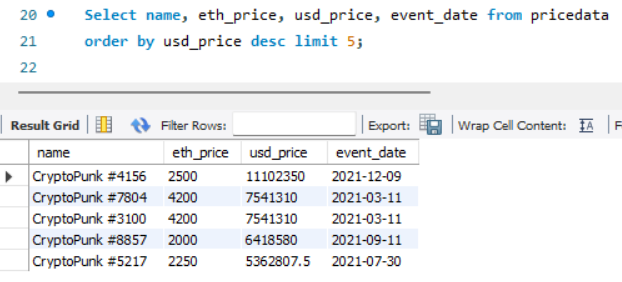 20 Select name, eth_price, usd_price, event_date from pricedata
21 order by usd_price desc limit 5;
22
Result Grid Filter Rows: Export: Wrap Cell Content: IA F
name eth_price usd_price event_date
CryptoPunk #4156 2500 11102350 2021-12-09
CryptoPunk #7804 4200 7541310 2021-03-11
CryptoPunk #3100 4200 7541310 2021-03-11
CryptoPunk #8857 2000 6418580 2021-09-11
CryptoPunk #5217 2250 5362807.5 2021-07-30